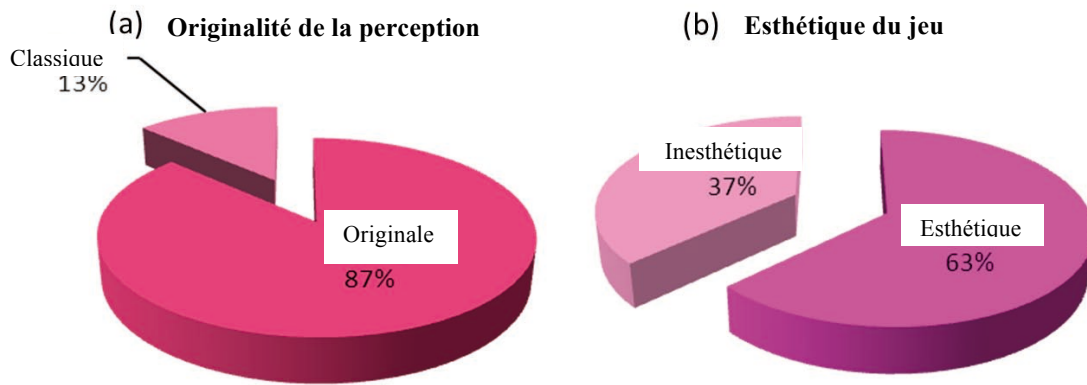 (a) Originalité de la perception
Classique
13%
Originale
87%
(b) Esthétique du jeu
Inesthétique
37%
Esthétique
63%